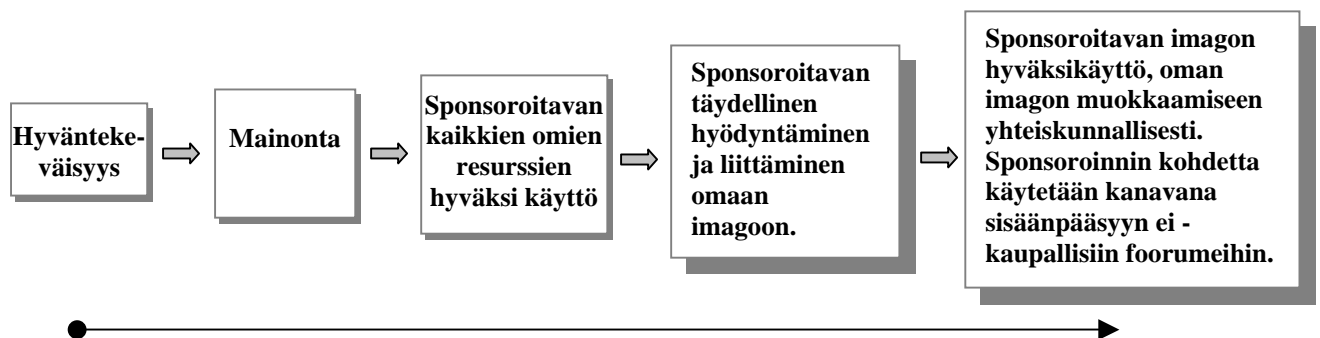 Hyvänteke-
väisyys
Mainonta
Sponsoroitavan
kaikkien omien
resurssien
hyväksi käyttö
Sponsoroitavan
täydellinen
hyödyntäminen
ja liittäminen
omaan
imagoon.
Sponsoroitavan imagon
hyväksikäyttö, oman
imagon muokkaamiseen
yhteiskunnallisesti.
Sponsoroinnin kohdetta
käytetään kanavana
sisäänpääsyyn ei -
kaupallisiin foorumeihin.